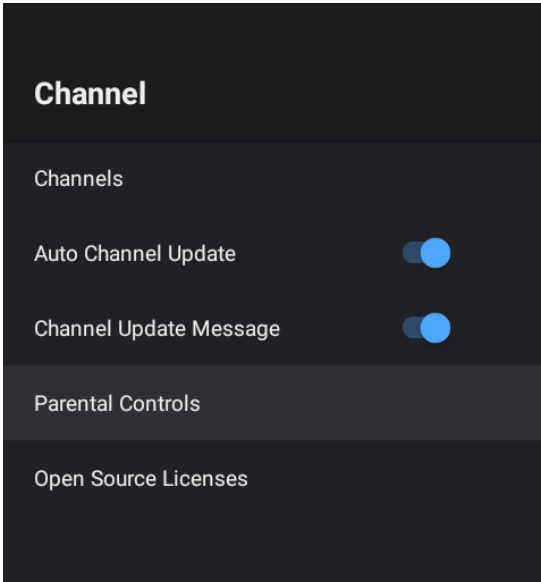 Channel
Channels
Auto Channel Update
Channel Update Message
Parental Controls
Open Source Licenses